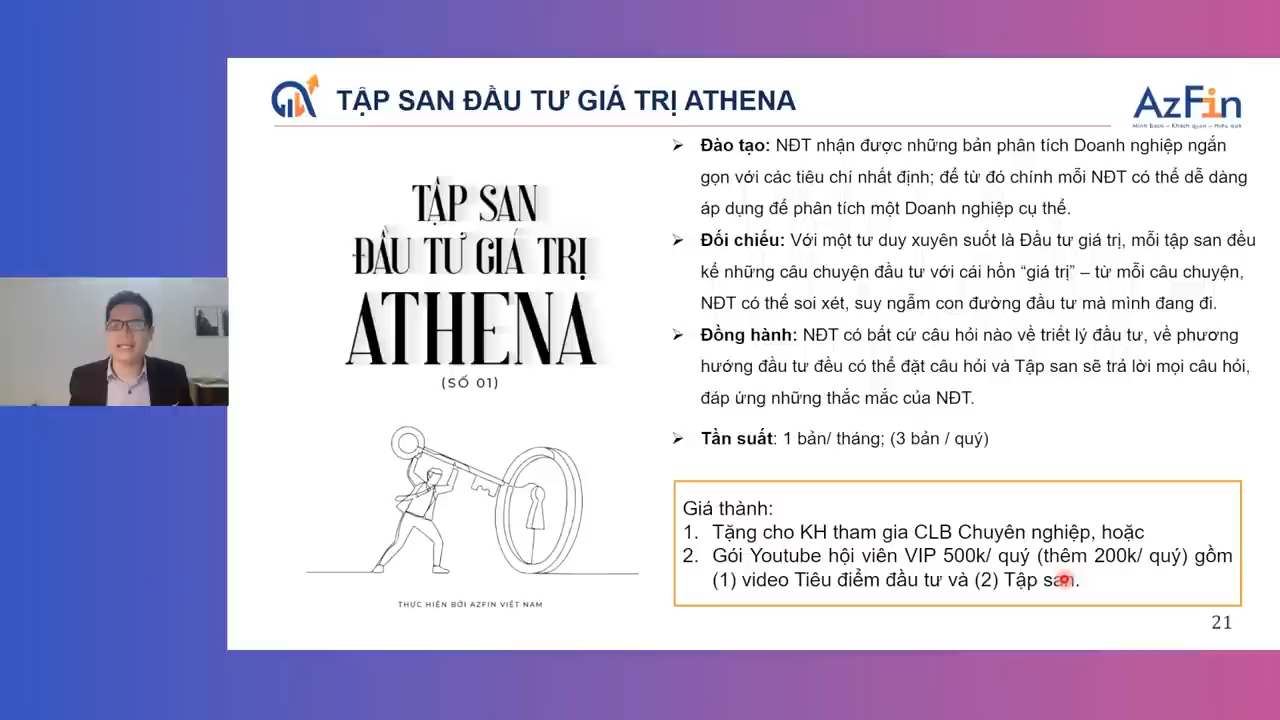 TẬP SAN ĐẦU TƯ GIÁ TRỊ ATHENA
AzFin
Minh bạch – Khách quan – Hiệu quả
TẬP SAN
ĐẦU TƯ GIÁ TRỊ
ATHENA
(SỐ 01)
THỰC HIỆN BỞI AZFIN VIỆT NAM
➢ Đào tạo: NĐT nhận được những bản phân tích Doanh nghiệp ngắn
gọn với các tiêu chí nhất định; để từ đó chính mỗi NĐT có thể dễ dàng
áp dụng để phân tích một Doanh nghiệp cụ thể.
➢ Đối chiếu: Với một tư duy xuyên suốt là Đầu tư giá trị, mỗi tập san đều
kể những câu chuyện đầu tư với cái hồn “giá trị” – từ mỗi câu chuyện,
NĐT có thể soi xét, suy ngẫm con đường đầu tư mà mình đang đi.
➢ Đồng hành: NĐT có bất cứ câu hỏi nào về triết lý đầu tư, về phương
hướng đầu tư đều có thể đặt câu hỏi và Tập san sẽ trả lời mọi câu hỏi,
đáp ứng những thắc mắc của NĐT.
➢ Tần suất: 1 bản/ tháng; (3 bản / quý)
Giá thành:
1. Tặng cho KH tham gia CLB Chuyên nghiệp, hoặc
2. Gói Youtube hội viên VIP 500k/ quý (thêm 200k/ quý) gồm
(1) video Tiêu điểm đầu tư và (2) Tập san.
21